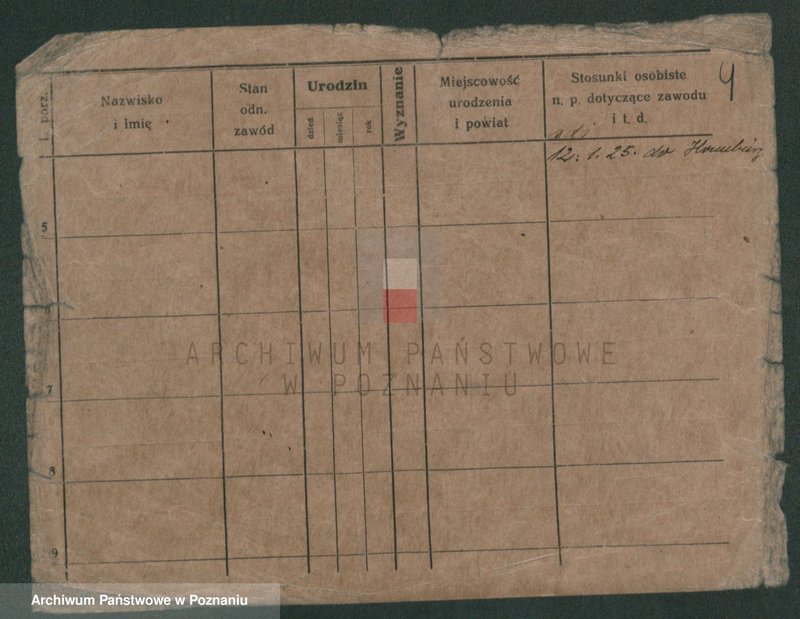 L. porz.
Nazwisko
i imię
Stan
odn.
zawód
Urodzin
dzień
miesiąc
rok
Wyznanie
Miejscowość
urodzenia
i powiat
Stosunki osobiste
n. p. dotyczące zawodu
i t. d.
4
12. 1. 25. do
5
7
8
9
ARCHIWUM PAŃSTWOWE
W POZNANIU
Archiwum Państwowe w Poznaniu